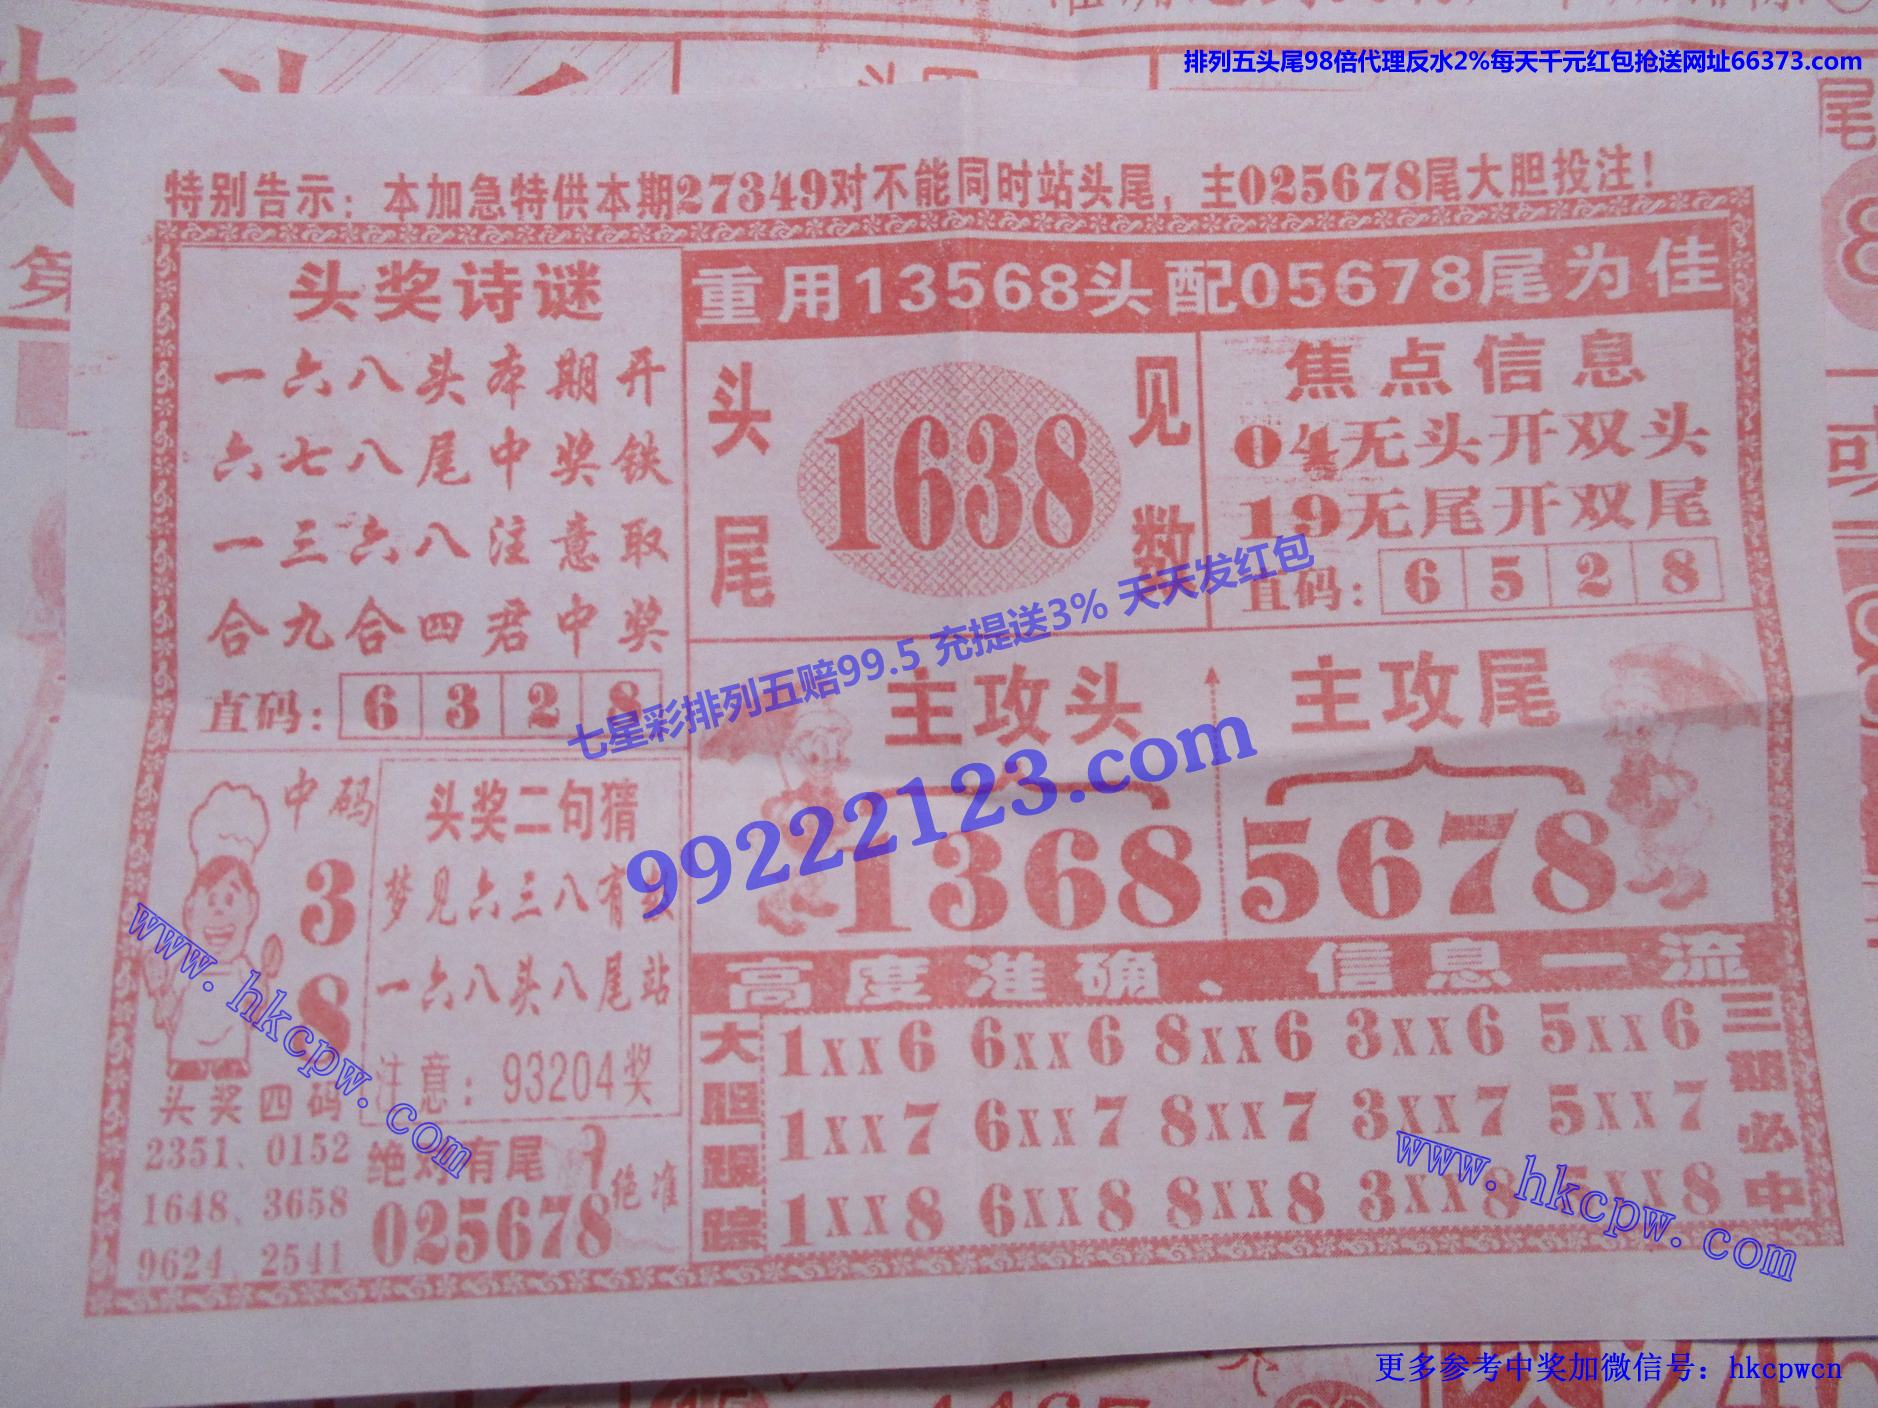 排列五头尾98倍代理反水2%每天千元红包抢送网址66373.com
特别告示：本加急特供本期27349对不能同时站头尾，主025678尾大胆投注！
头奖诗谜
一六八头本期开
六七八尾中奖铁
一三六八注意取
合九合四君中奖
直码：6 3 2 8
重用13568头配05678尾为佳
头尾
1638
见数
焦点信息
04无头开双头
19无尾开双尾
直码：6 5 2 8
七星彩排列五赔99.5 充提送3% 天天发红包
99222123.com
主攻头
1368
主攻尾
5678
中码
3
8
头奖二句猜
梦见六三八有
一六八头八尾站
注意：93204奖
www.hkcpw.com
头奖四码
2351、0152
1648、3658
9624、2541
绝对有尾
025678
绝准
高度准确、信息一流
大胆跟踪
1XX6 6XX6 8XX6 3XX6 5XX6
1XX7 6XX7 8XX7 3XX7 5XX7
1XX8 6XX8 8XX8 3XX8 5XX8
三期必中
www.hkcpw.com
更多参考中奖加微信号：hkcpwcn